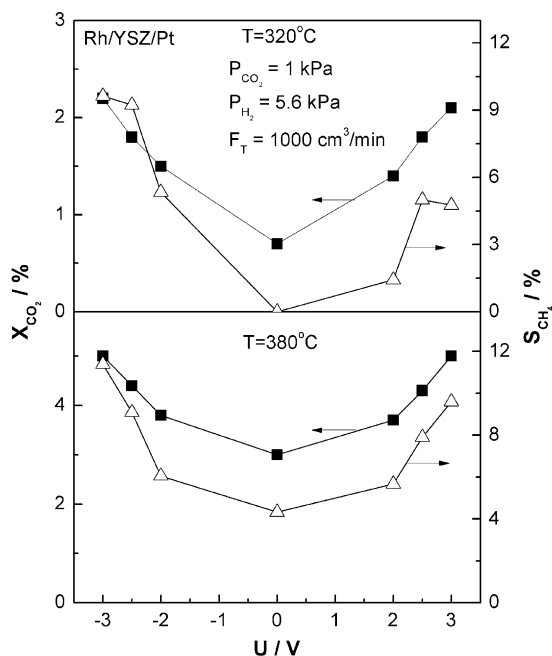 Rh/YSZ/Pt
T=320°C
P_CO₂ = 1 kPa
P_H₂ = 5.6 kPa
F_T = 1000 cm³/min
3
2
1
0
12
9
6
3
0
X_CO₂ / %
S_CH₄ / %
T=380°C
4
2
0
12
8
4
0
-3 -2 -1 0 1 2 3
U / V